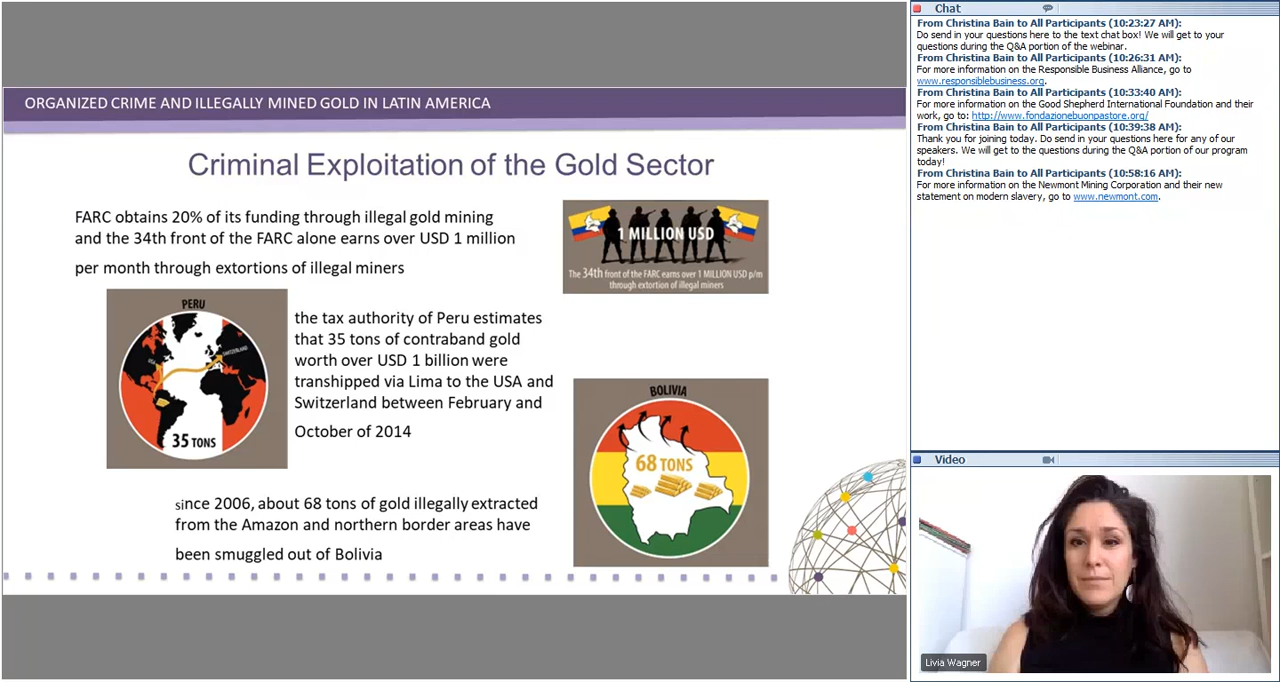 ORGANIZED CRIME AND ILLEGALLY MINED GOLD IN LATIN AMERICA
Criminal Exploitation of the Gold Sector
FARC obtains 20% of its funding through illegal gold mining
and the 34th front of the FARC alone earns over USD 1 million
per month through extortions of illegal miners
1 MILLION USD
The 34th front of the FARC earns over 1 MILLION USD p/m
through extortion of illegal miners
PERU
USA
SWITZERLAND
35 TONS
the tax authority of Peru estimates
that 35 tons of contraband gold
worth over USD 1 billion were
transhipped via Lima to the USA and
Switzerland between February and
October of 2014
BOLIVIA
68 TONS
since 2006, about 68 tons of gold illegally extracted
from the Amazon and northern border areas have
been smuggled out of Bolivia
Chat
From Christina Bain to All Participants (10:23:27 AM):
Do send in your questions here to the text chat box! We will get to your
questions during the Q&A portion of the webinar.
From Christina Bain to All Participants (10:26:31 AM):
For more information on the Responsible Business Alliance, go to
www.responsiblebusiness.org.
From Christina Bain to All Participants (10:33:40 AM):
For more information on the Good Shepherd International Foundation and their
work, go to: http://www.fondazionebuonpastore.org/
From Christina Bain to All Participants (10:39:38 AM):
Thank you for joining today. Do send in your questions here for any of our
speakers. We will get to the questions during the Q&A portion of our program
today!
From Christina Bain to All Participants (10:58:16 AM):
For more information on the Newmont Mining Corporation and their new
statement on modern slavery, go to www.newmont.com.
Video
Livia Wagner